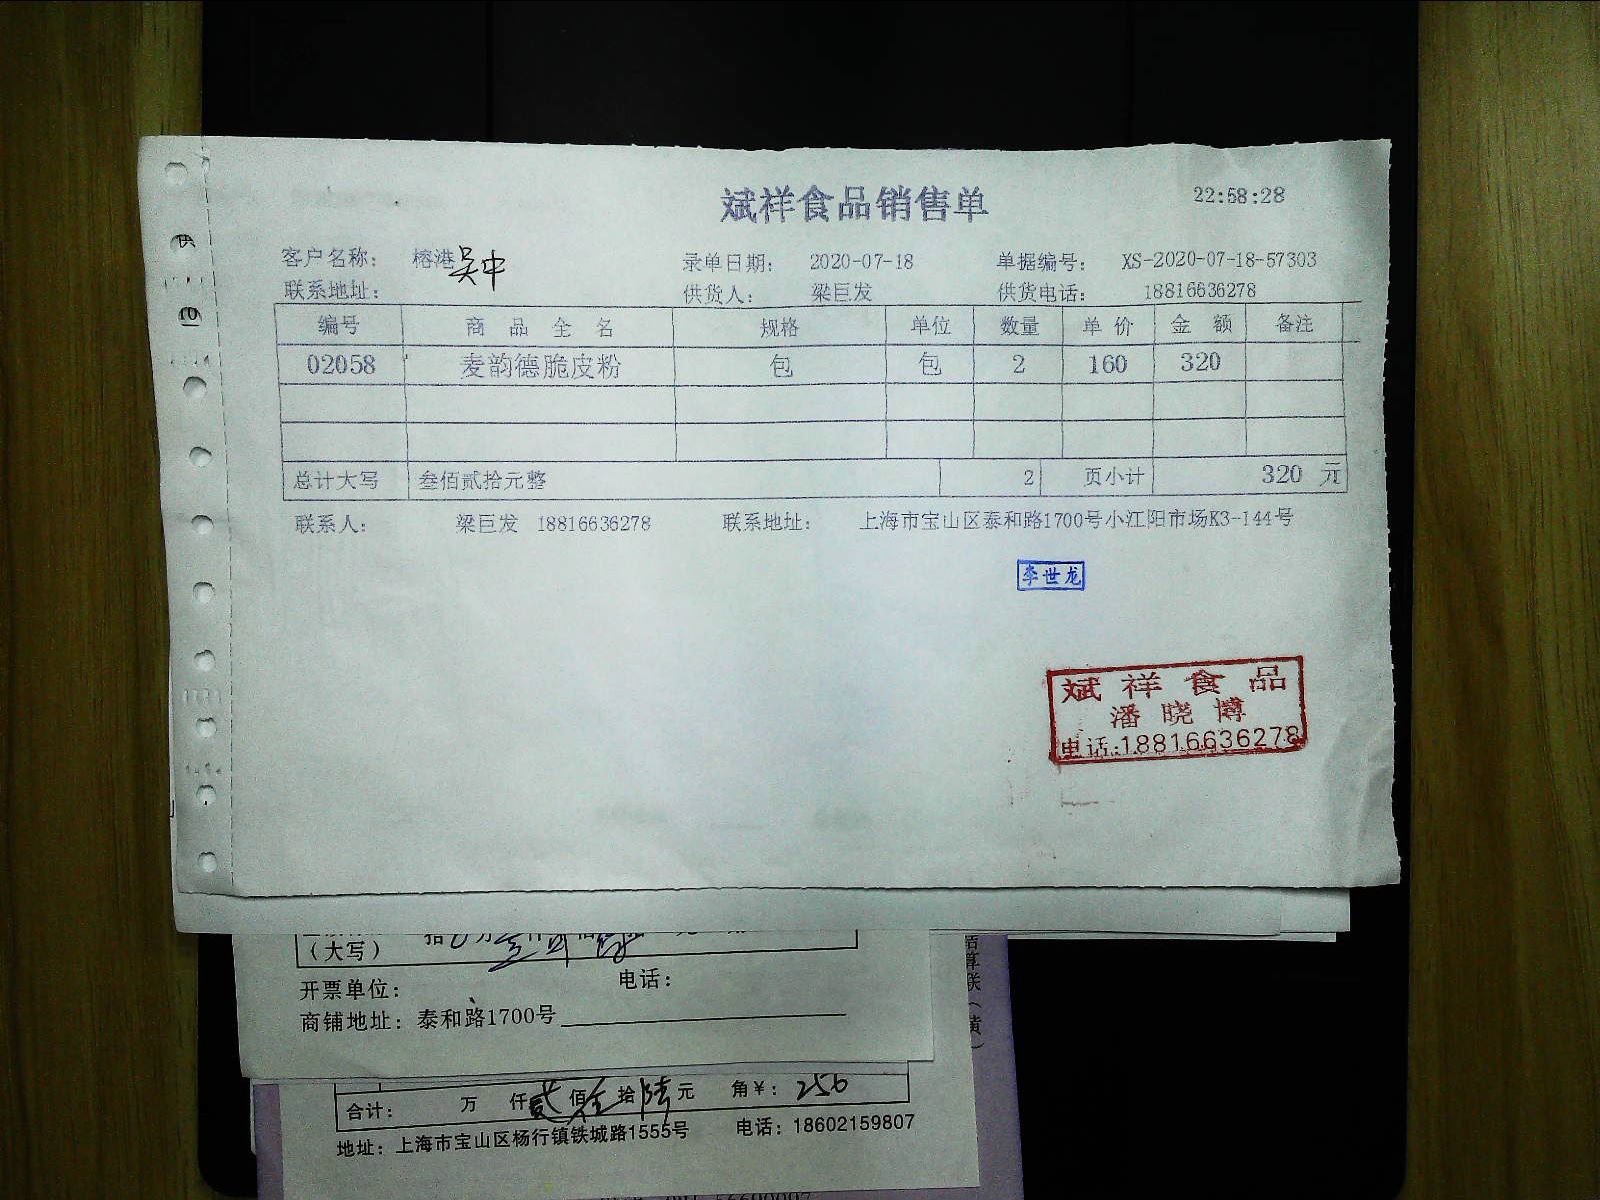 斌祥食品销售单 22:58:28
客户名称： 榕港吴中 录单日期： 2020-07-18 单据编号： XS-2020-07-18-57303
联系地址： 供货人： 梁巨发 供货电话： 18816636278
编号 商品全名 规格 单位 数量 单价 金额 备注
02058 麦韵德脆皮粉 包 包 2 160 320
总计大写 叁佰贰拾元整 2 页小计 320 元
联系人： 梁巨发 18816636278 联系地址： 上海市宝山区泰和路1700号小江阳市场K3-144号
李世龙
斌祥食品
潘晓博
电话:18816636278
（大写）
开票单位： 电话：
商铺地址：泰和路1700号
合计： 万 仟 贰 佰 拾 陆 元 角 ¥：256
地址：上海市宝山区杨行镇铁城路1555号 电话：18602159807